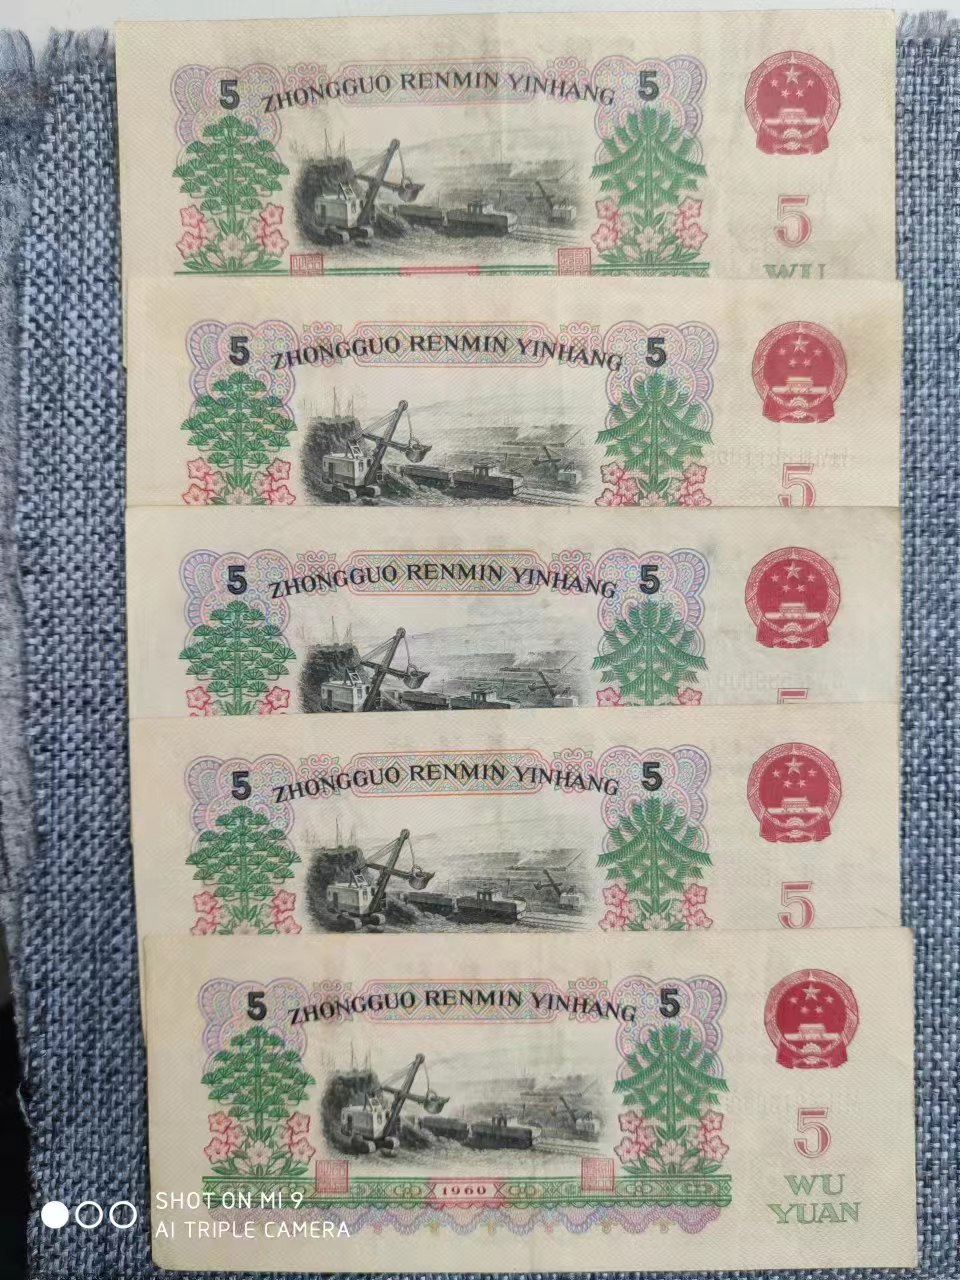 5 ZHONGGUO RENMIN YINHANG 5
5
WU
5 ZHONGGUO RENMIN YINHANG 5
5
5 ZHONGGUO RENMIN YINHANG 5
5 ZHONGGUO RENMIN YINHANG 5
5
5 ZHONGGUO RENMIN YINHANG 5
5
1960
WU
YUAN
SHOT ON MI 9
AI TRIPLE CAMERA